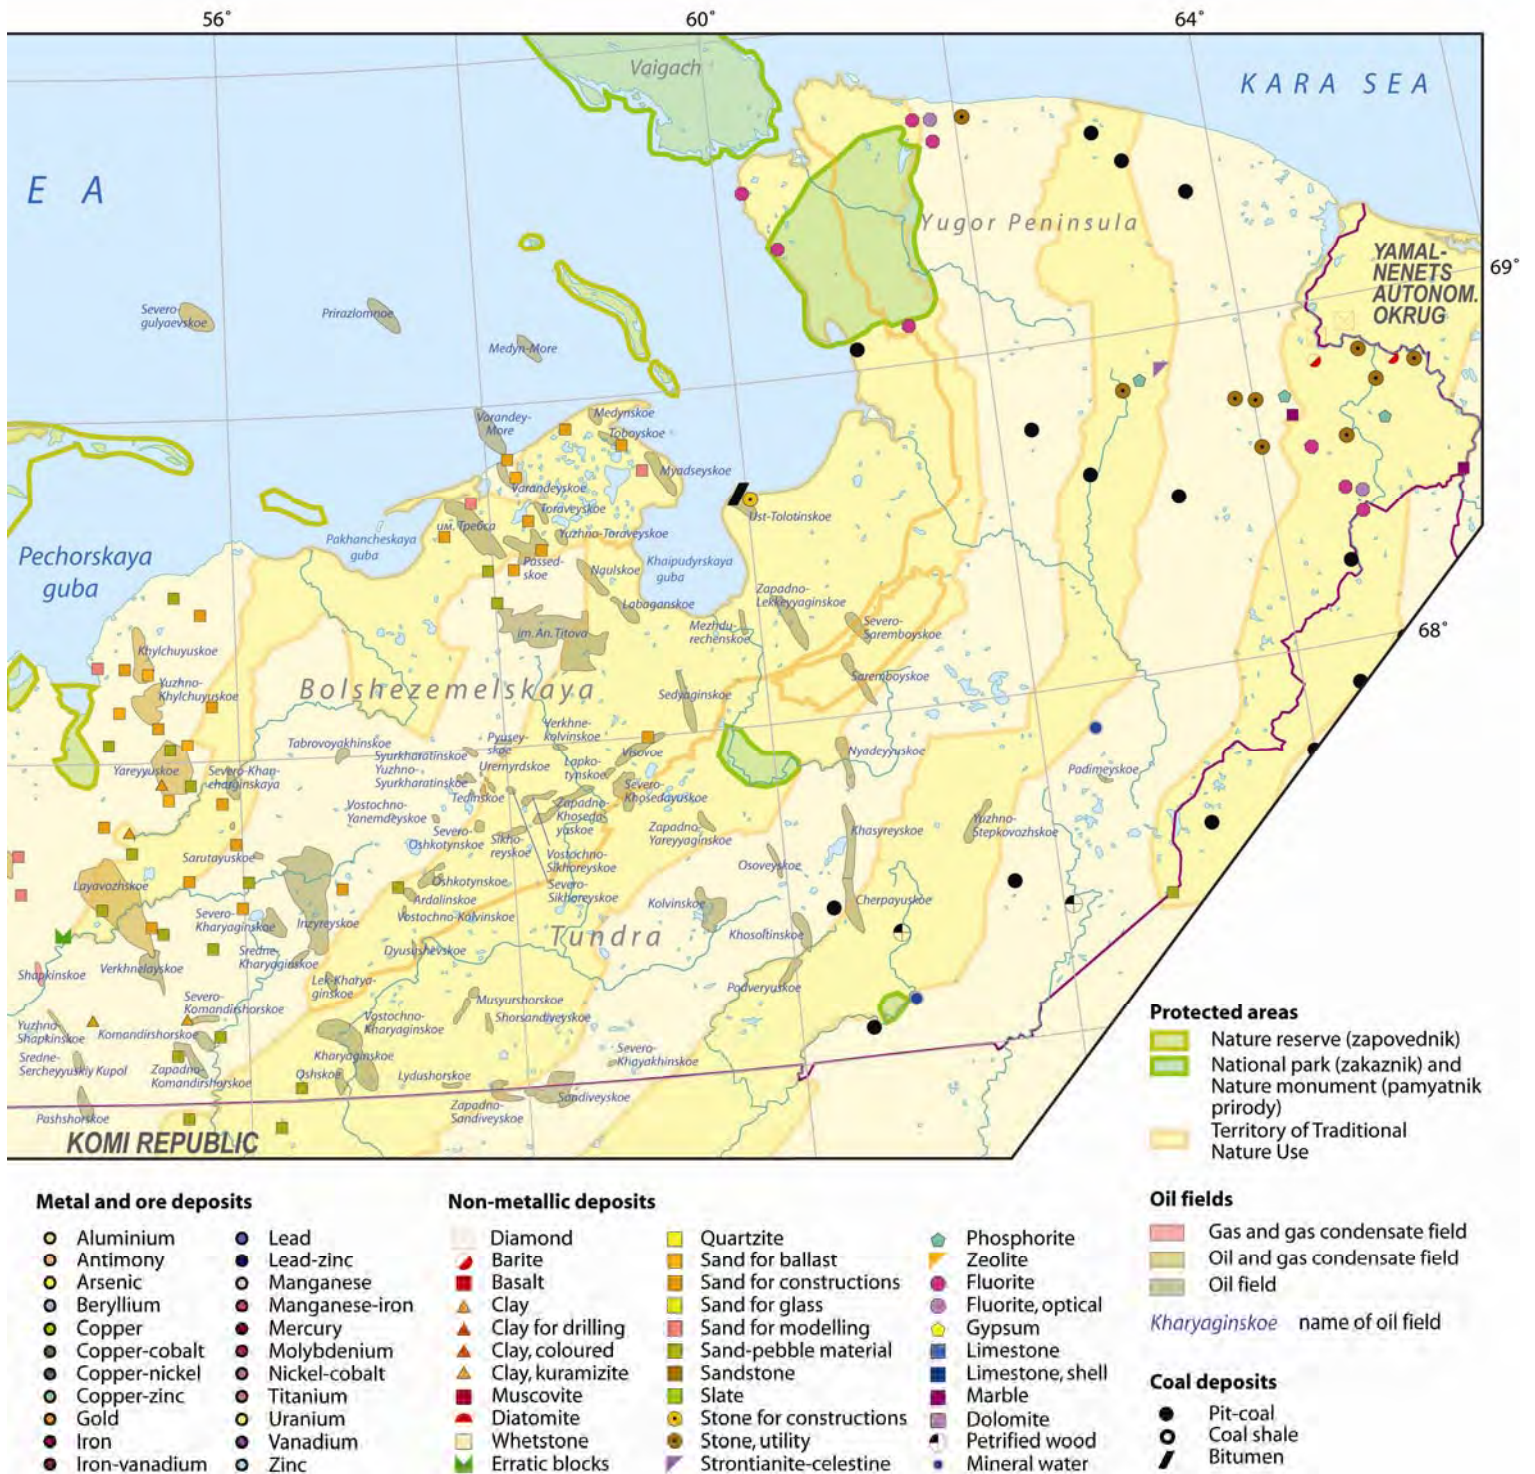 56°
60°
64°
Vaigach
KARA SEA
E A
Yugor Peninsula
69°
YAMAL-
NENETS
AUTONOM.
OKRUG
Severo-
gulyaevskoe
Prirazlomnoe
Medyn-More
Varandey-
More
Medynskoe
Toboyskoe
Myadseyskoe
Varandeyskoe
Toraveyskoe
им. Требса
Yuzhno-Toraveyskoe
Ust-Tolotinskoe
Pakhancheskaya
guba
Passed-
skoe
Khaipudyrskaya
guba
Pechorskaya
guba
Ngulskoe
Labaganskoe
Zapadno-
Lekkeyyaginskoe
im. An. Titova
Mezhdu-
rechenskoe
Severo-
Saremboyskoe
68°
Khylchuyuskoe
Yuzhno-
Khylchuyuskoe
Bolshezemelskaya
Sedyaginskoe
Saremboyskoe
Verkhne-
kolvinskoe
Tabrovoyakhinskoe
Pyusey-
skoe
Syurkharatinskoe
Yuzhno-
Syurkharatinskoe
Urernyrdskoe
Visovoe
Nyadeyyuskoe
Yareyyuskoe
Severo-Khan-
charginskaya
Lapko-
tynskoe
Padimeyskoe
Tedinskoe
Severo-
Khosedayuskoe
Vostochno-
Yanemdeyskoe
Zapadno-
Khoseda-
yuskoe
Severo-
Oshkotynskoe
Sikho-
reyskoe
Zapadno-
Yareyyaginskoe
Khasyreyskoe
Yuzhno-
Stepkovozhskoe
Sarutayuskoe
Vostochno-
Sikhoreyskoe
Osoveyskoe
Layavozhskoe
Oshkotynskoe
Severo-
Sikhoreyskoe
Ardalinskoe
Vostochno-Kolvinskoe
Kolvinskoe
Cherpayuskoe
Severo-
Kharyaginskoe
Inzyreyskoe
Tundra
Khosoltinskoe
Sredne-
Kharyaginskoe
Dyusushevskoe
Shapkinskoe
Verkhnelayskoe
Lek-Kharya-
ginskoe
Podveryuskoe
Severo-
Komandirshorskoe
Musyurshorskoe
Shorsandiveyskoe
Yuzhno-
Shapkinskoe
Komandirshorskoe
Vostochno-
Kharyaginskoe
Sredne-
Sercheyyuskiy Kupol
Zapadno-
Komandirshorskoe
Kharyaginskoe
Oshskoe
Lydushorskoe
Severo-
Khayakhinskoe
Zapadno-
Sandiveyskoe
Sandiveyskoe
Pashshorskoe
KOMI REPUBLIC
Protected areas
Nature reserve (zapovednik)
National park (zakaznik) and
Nature monument (pamyatnik
prirody)
Territory of Traditional
Nature Use
Oil fields
Gas and gas condensate field
Oil and gas condensate field
Oil field
Kharyaginskoe name of oil field
Coal deposits
Pit-coal
Coal shale
Bitumen
Metal and ore deposits
Aluminium
Antimony
Arsenic
Beryllium
Copper
Copper-cobalt
Copper-nickel
Copper-zinc
Gold
Iron
Iron-vanadium
Lead
Lead-zinc
Manganese
Manganese-iron
Mercury
Molybdenium
Nickel-cobalt
Titanium
Uranium
Vanadium
Zinc
Non-metallic deposits
Diamond
Barite
Basalt
Clay
Clay for drilling
Clay, coloured
Clay, kuramizite
Muscovite
Diatomite
Whetstone
Erratic blocks
Quartzite
Sand for ballast
Sand for constructions
Sand for glass
Sand for modelling
Sand-pebble material
Sandstone
Slate
Stone for constructions
Stone, utility
Strontianite-celestine
Phosphorite
Zeolite
Fluorite
Fluorite, optical
Gypsum
Limestone
Limestone, shell
Marble
Dolomite
Petrified wood
Mineral water